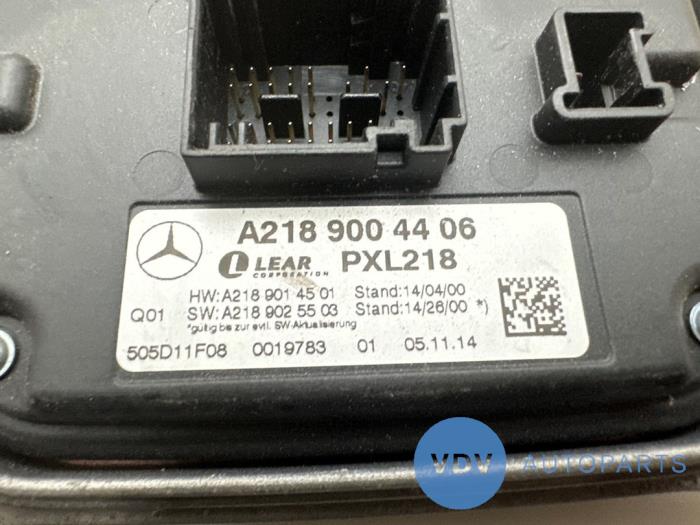 A218 900 44 06
LEAR PXL218
CORPORATION
HW:A218 901 45 01 Stand:14/04/00
Q01 SW:A218 902 55 03 Stand:14/26/00 *)
*gültig bis zur evtl. SW-Aktualisierung
505D11F08 0019783 01 05.11.14
VDV AUTOPARTS